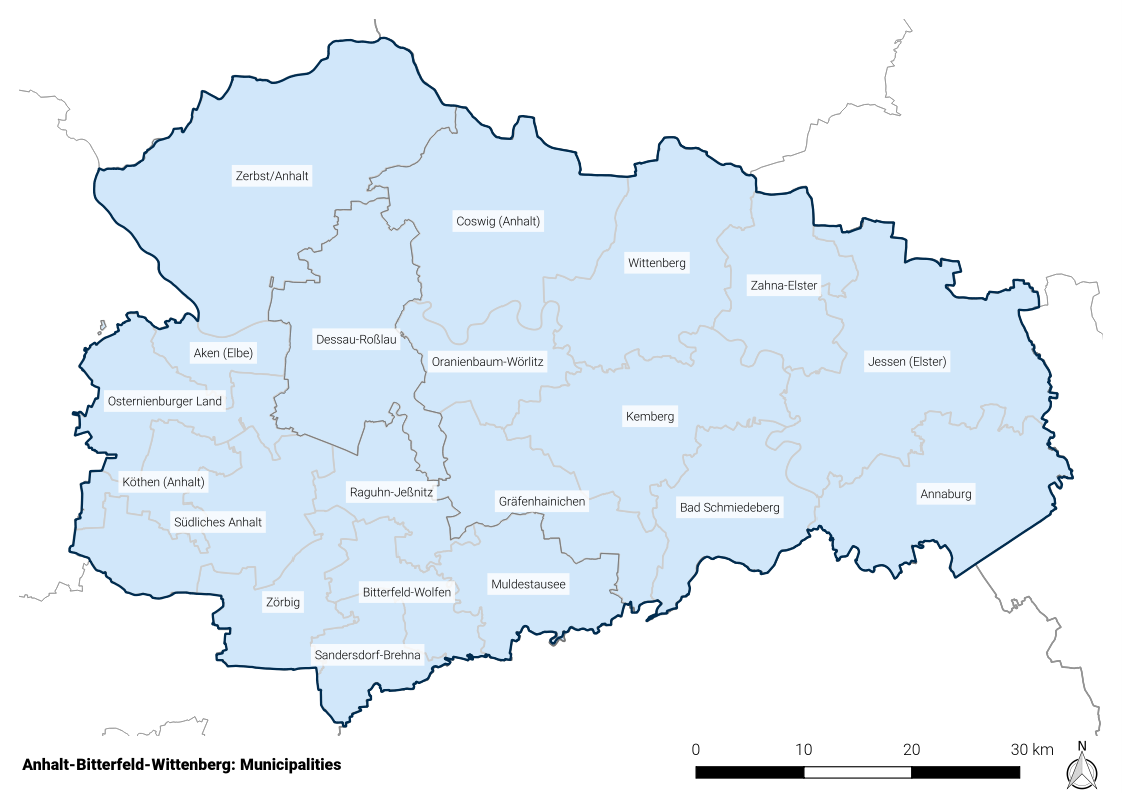 Zerbst/Anhalt
Coswig (Anhalt)
Wittenberg
Zahna-Elster
Dessau-Roßlau
Aken (Elbe)
Oranienbaum-Wörlitz
Jessen (Elster)
Osternienburger Land
Kemberg
Köthen (Anhalt)
Raguhn-Jeßnitz
Gräfenhainichen
Annaburg
Bad Schmiedeberg
Südliches Anhalt
Muldestausee
Bitterfeld-Wolfen
Zörbig
Sandersdorf-Brehna
Anhalt-Bitterfeld-Wittenberg: Municipalities
0 10 20 30 km
N